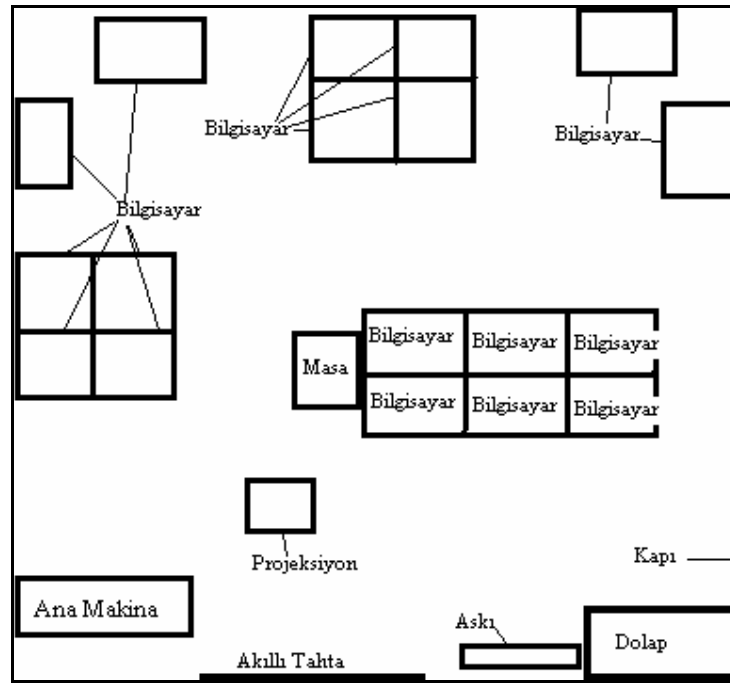 Bilgisayar
Bilgisayar
Bilgisayar
Bilgisayar
Bilgisayar
Bilgisayar
Masa
Bilgisayar
Bilgisayar
Bilgisayar
Projeksiyon
Kapı
Ana Makina
Askı
Dolap
Akıllı Tahta